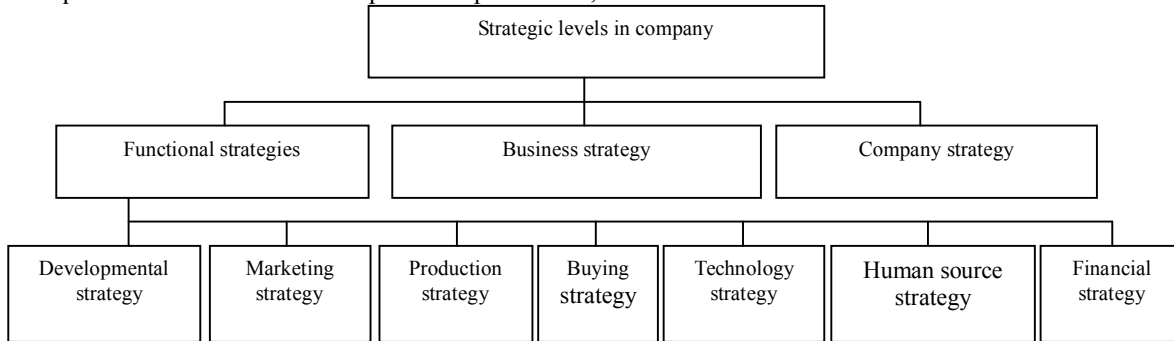 Strategic levels in company
Functional strategies
Business strategy
Company strategy
Developmental
strategy
Marketing
strategy
Production
strategy
Buying
strategy
Technology
strategy
Human source
strategy
Financial
strategy